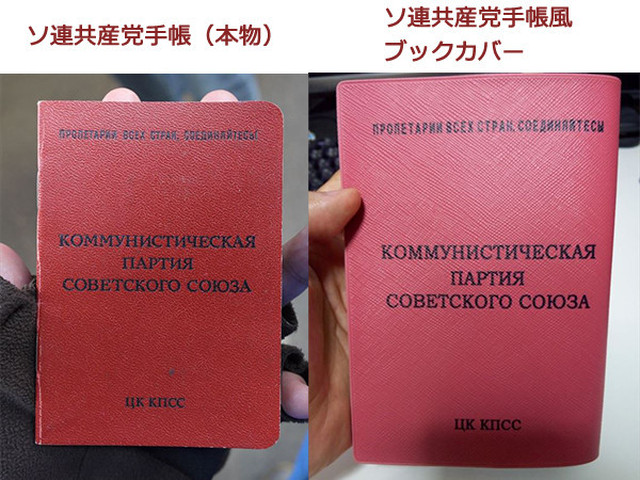 ソ連共産党手帳（本物）
ПРОЛЕТАРИИ ВСЕХ СТРАН, СОЕДИНЯЙТЕСЬ!
КОММУНИСТИЧЕСКАЯ
ПАРТИЯ
СОВЕТСКОГО СОЮЗА
ЦК КПСС
ソ連共産党手帳風
ブックカバー
ПРОЛЕТАРИИ ВСЕХ СТРАН, СОЕДИНЯЙТЕСЫ
КОММУНИСТИЧЕСКАЯ
ПАРТИЯ
СОВЕТСКОГО СОЮЗА
ЦК КПСС